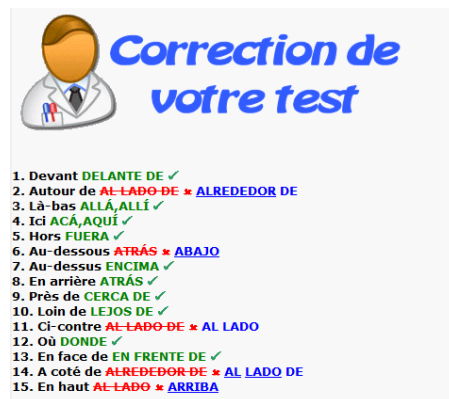 Correction de
votre test
1. Devant DELANTE DE ✓
2. Autour de AL LADO DE × ALREDEDOR DE
3. Là-bas ALLÁ,ALLÍ ✓
4. Ici ACÁ,AQUÍ ✓
5. Hors FUERA ✓
6. Au-dessous ATRÁS × ABAJO
7. Au-dessus ENCIMA ✓
8. En arrière ATRÁS ✓
9. Près de CERCA DE ✓
10. Loin de LEJOS DE ✓
11. Ci-contre AL LADO DE × AL LADO
12. Où DONDE ✓
13. En face de EN FRENTE DE ✓
14. A coté de ALREDEDOR DE × AL LADO DE
15. En haut AL LADO × ARRIBA